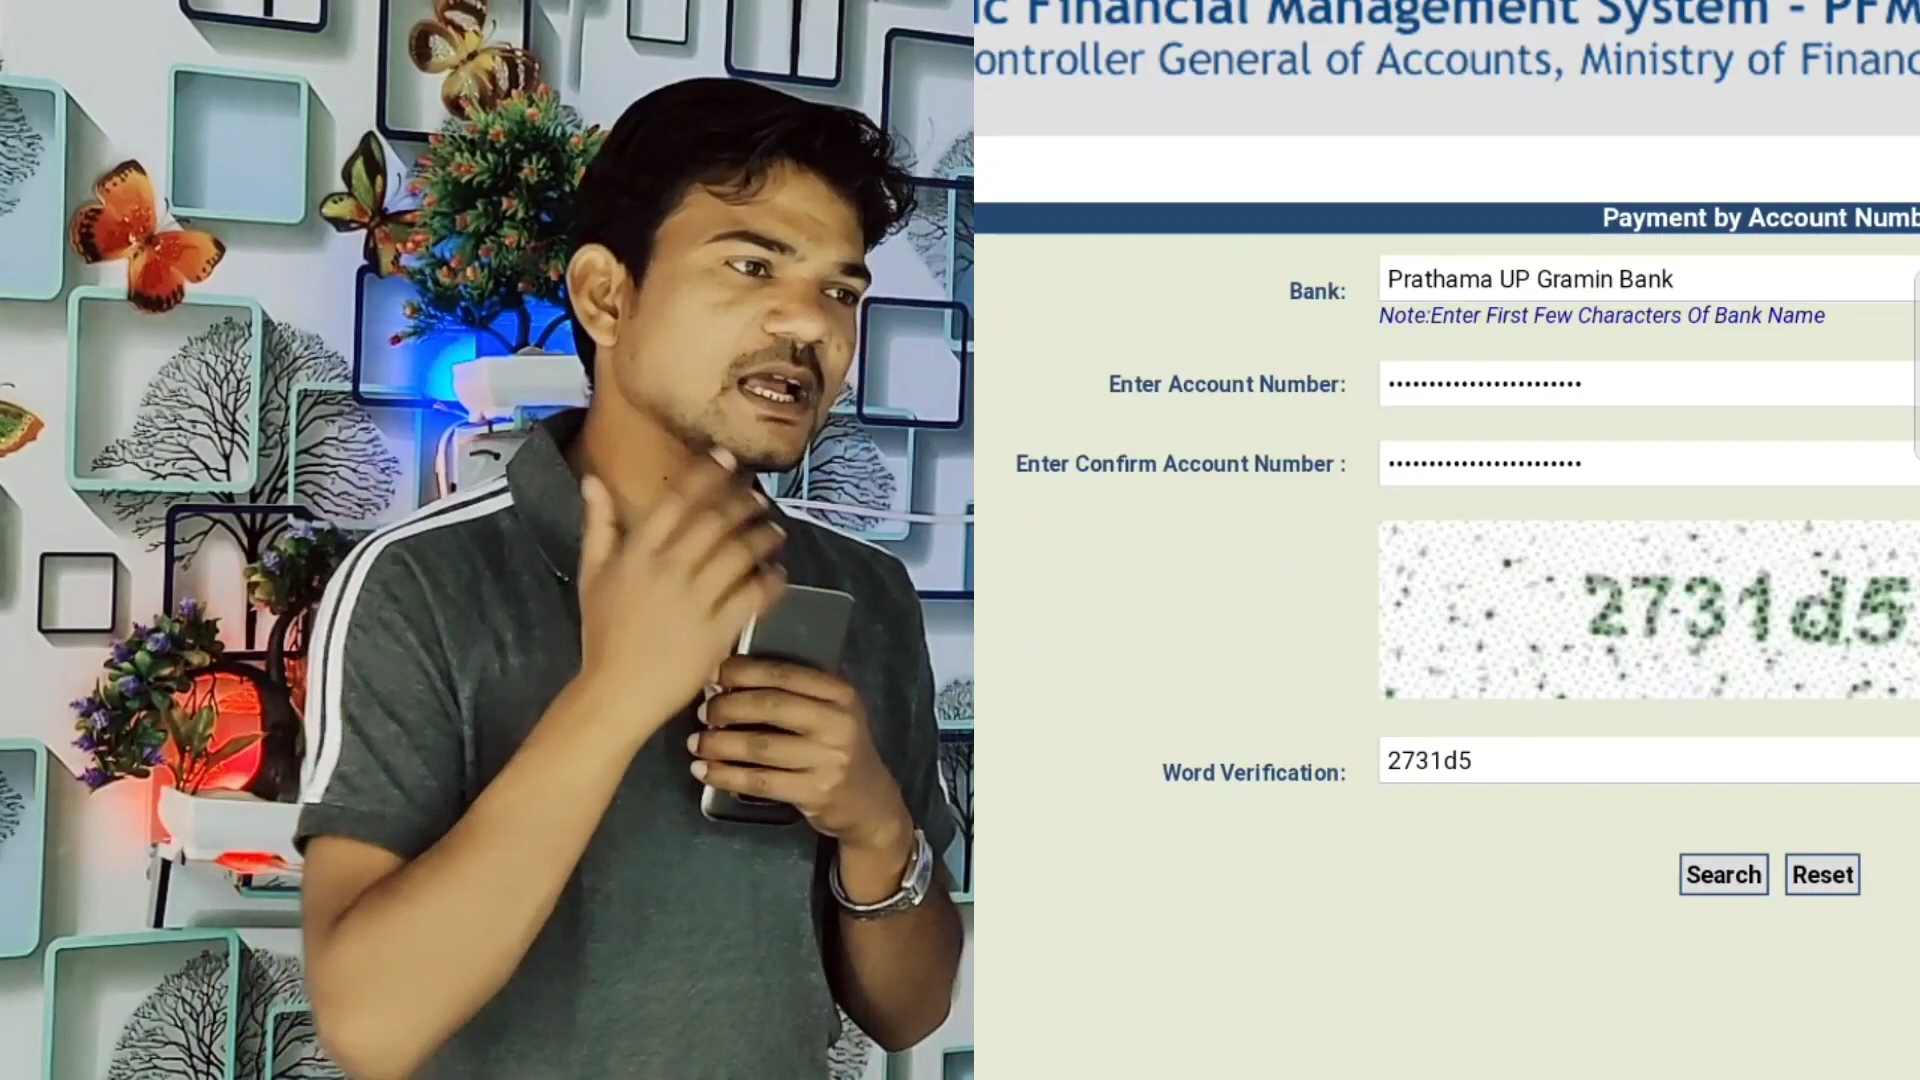 ic Financial Management System - PFM
ontroller General of Accounts, Ministry of Financ
Payment by Account Numb
Bank: Prathama UP Gramin Bank
Note:Enter First Few Characters Of Bank Name
Enter Account Number: ••••••••••••••••••••••••
Enter Confirm Account Number : ••••••••••••••••••••••••
2731d5
Word Verification: 2731d5
Search Reset